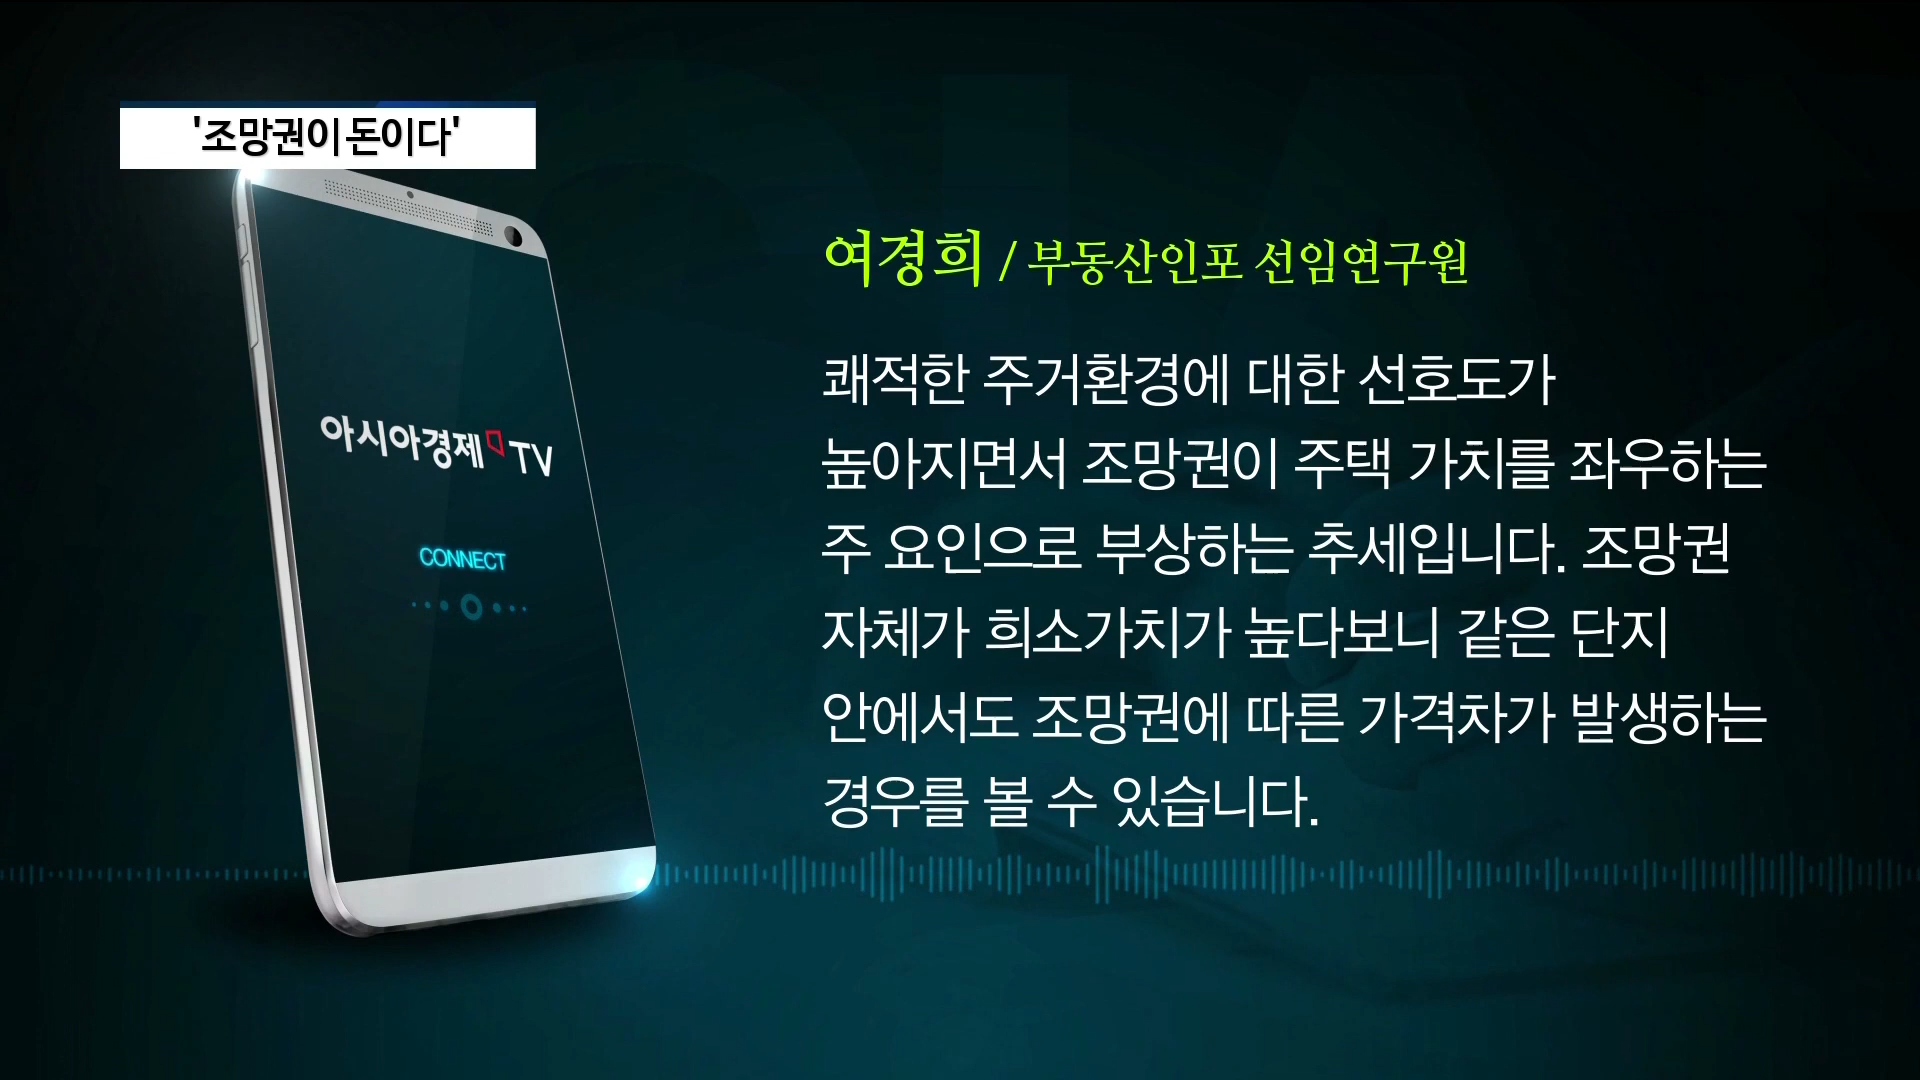 '조망권이 돈이다'
여경희 / 부동산인포 선임연구원
쾌적한 주거환경에 대한 선호도가
높아지면서 조망권이 주택 가치를 좌우하는
주 요인으로 부상하는 추세입니다. 조망권
자체가 희소가치가 높다보니 같은 단지
안에서도 조망권에 따른 가격차가 발생하는
경우를 볼 수 있습니다.
아시아경제 TV
CONNECT